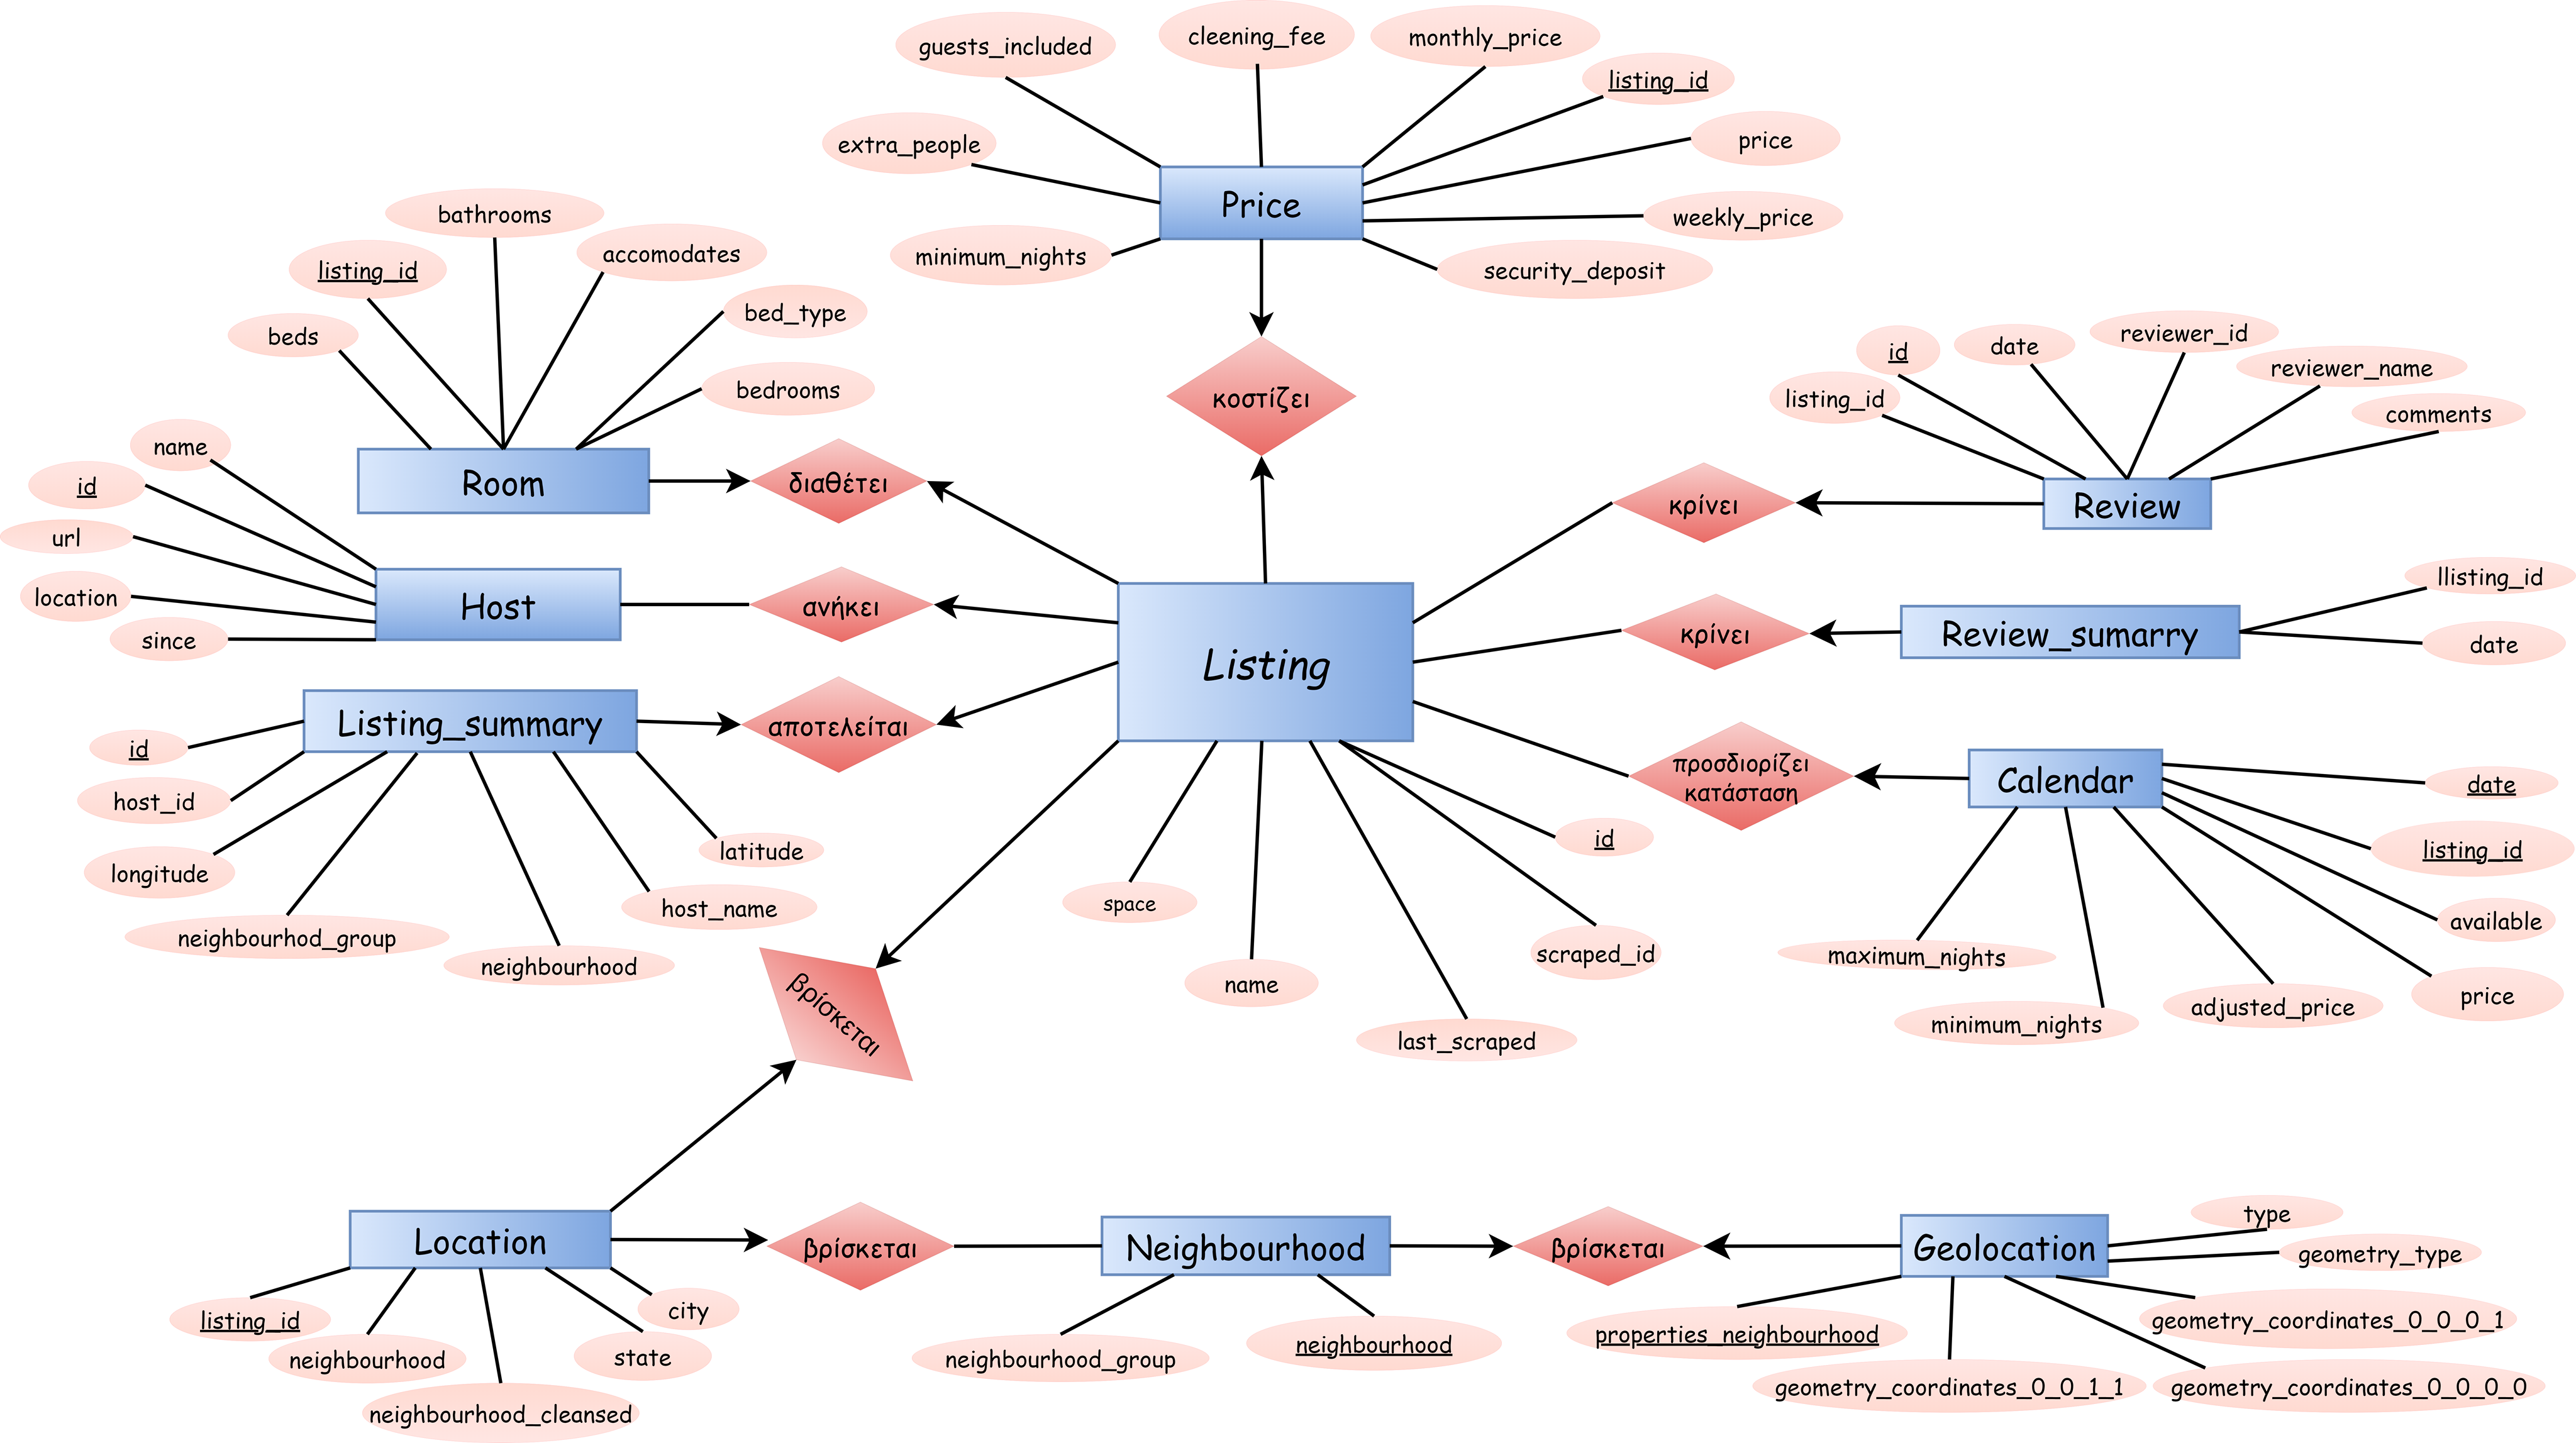 guests_included
cleening_fee
monthly_price
listing_id
extra_people
price
Price
weekly_price
minimum_nights
security_deposit
κοστίζει
bathrooms
listing_id
accomodates
beds
bed_type
bedrooms
Room
διαθέτει
name
id
url
location
since
Host
ανήκει
Listing_summary
αποτελείται
id
host_id
longitude
neighbourhod_group
neighbourhood
host_name
latitude
Listing
space
name
last_scraped
scraped_id
id
id
date
reviewer_id
reviewer_name
listing_id
comments
κρίνει
Review
llisting_id
κρίνει
Review_sumarry
date
προσδιορίζει
κατάσταση
Calendar
date
listing_id
available
price
adjusted_price
minimum_nights
maximum_nights
βρίσκεται
Location
listing_id
neighbourhood
neighbourhood_cleansed
state
city
βρίσκεται
Neighbourhood
neighbourhood_group
neighbourhood
βρίσκεται
Geolocation
type
geometry_type
properties_neighbourhood
geometry_coordinates_0_0_0_1
geometry_coordinates_0_0_1_1
geometry_coordinates_0_0_0_0